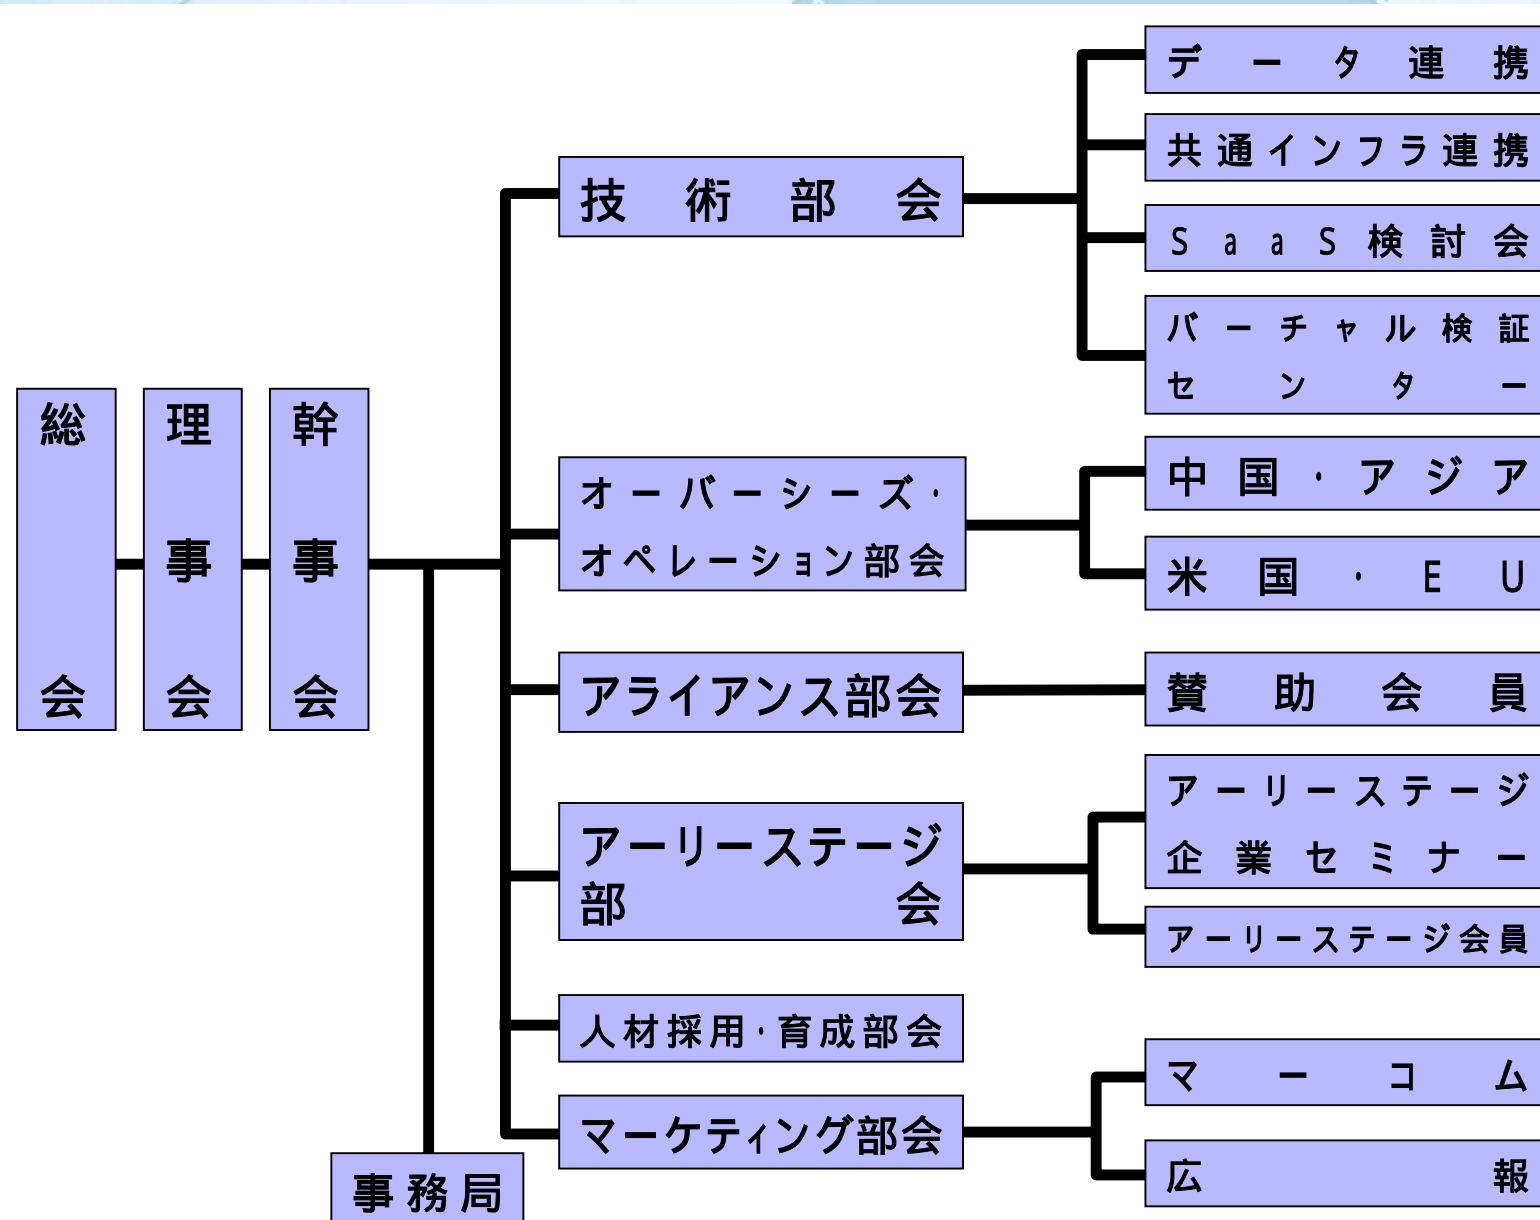 総会
理事会
幹事会
事務局
技術部会
データ連携
共通インフラ連携
SaaS検討会
バーチャル検証
センター
オーバーシーズ・
オペレーション部会
中国・アジア
米国・EU
アライアンス部会
賛助会員
アーリーステージ
部会
アーリーステージ
企業セミナー
アーリーステージ会員
人材採用・育成部会
マーケティング部会
マーコム
広報